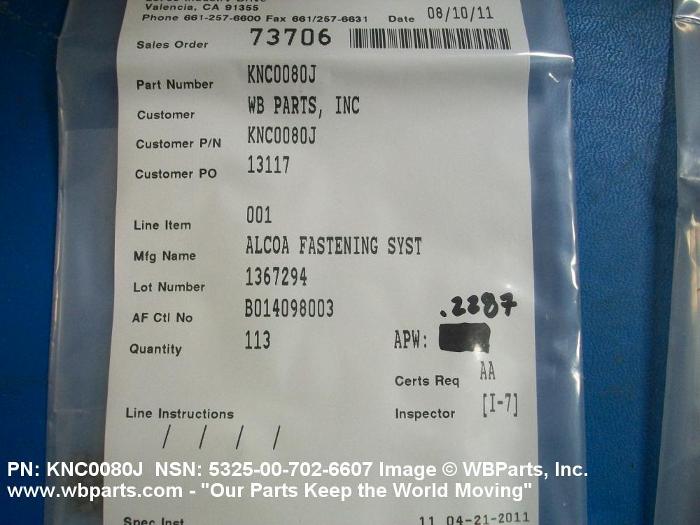 Valencia, CA 91355
Phone 661-257-6600 Fax 661/257-6631 Date 08/10/11
Sales Order 73706
Part Number KNC0080J
Customer WB PARTS, INC
Customer P/N KNC0080J
Customer PO 13117
Line Item 001
Mfg Name ALCOA FASTENING SYST
Lot Number 1367294
AF Ctl No B014098003
.2287
Quantity 113 APW:
Certs Req AA
Line Instructions Inspector [I-7]
/ / / /
PN: KNC0080J NSN: 5325-00-702-6607 Image © WBParts, Inc.
www.wbparts.com - "Our Parts Keep the World Moving"
Spec Inst 11 04-21-2011